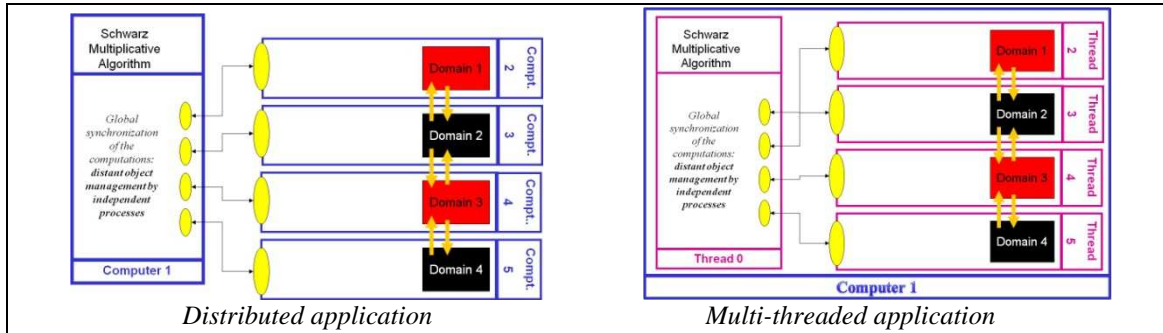 Schwarz
Multiplicative
Algorithm
Global
synchronization
of the
computations:
distant object
management by
independent
processes
Computer 1
Domain 1
2
Compt.
Domain 2
3
Compt.
Domain 3
4
Compt..
Domain 4
5
Compt.
Distributed application
Schwarz
Multiplicative
Algorithm
Global
synchronization
of the
computations:
distant object
management by
independent
processes
Thread 0
Domain 1
2
Thread
Domain 2
3
Thread
Domain 3
4
Thread
Domain 4
5
Thread
Computer 1
Multi-threaded application